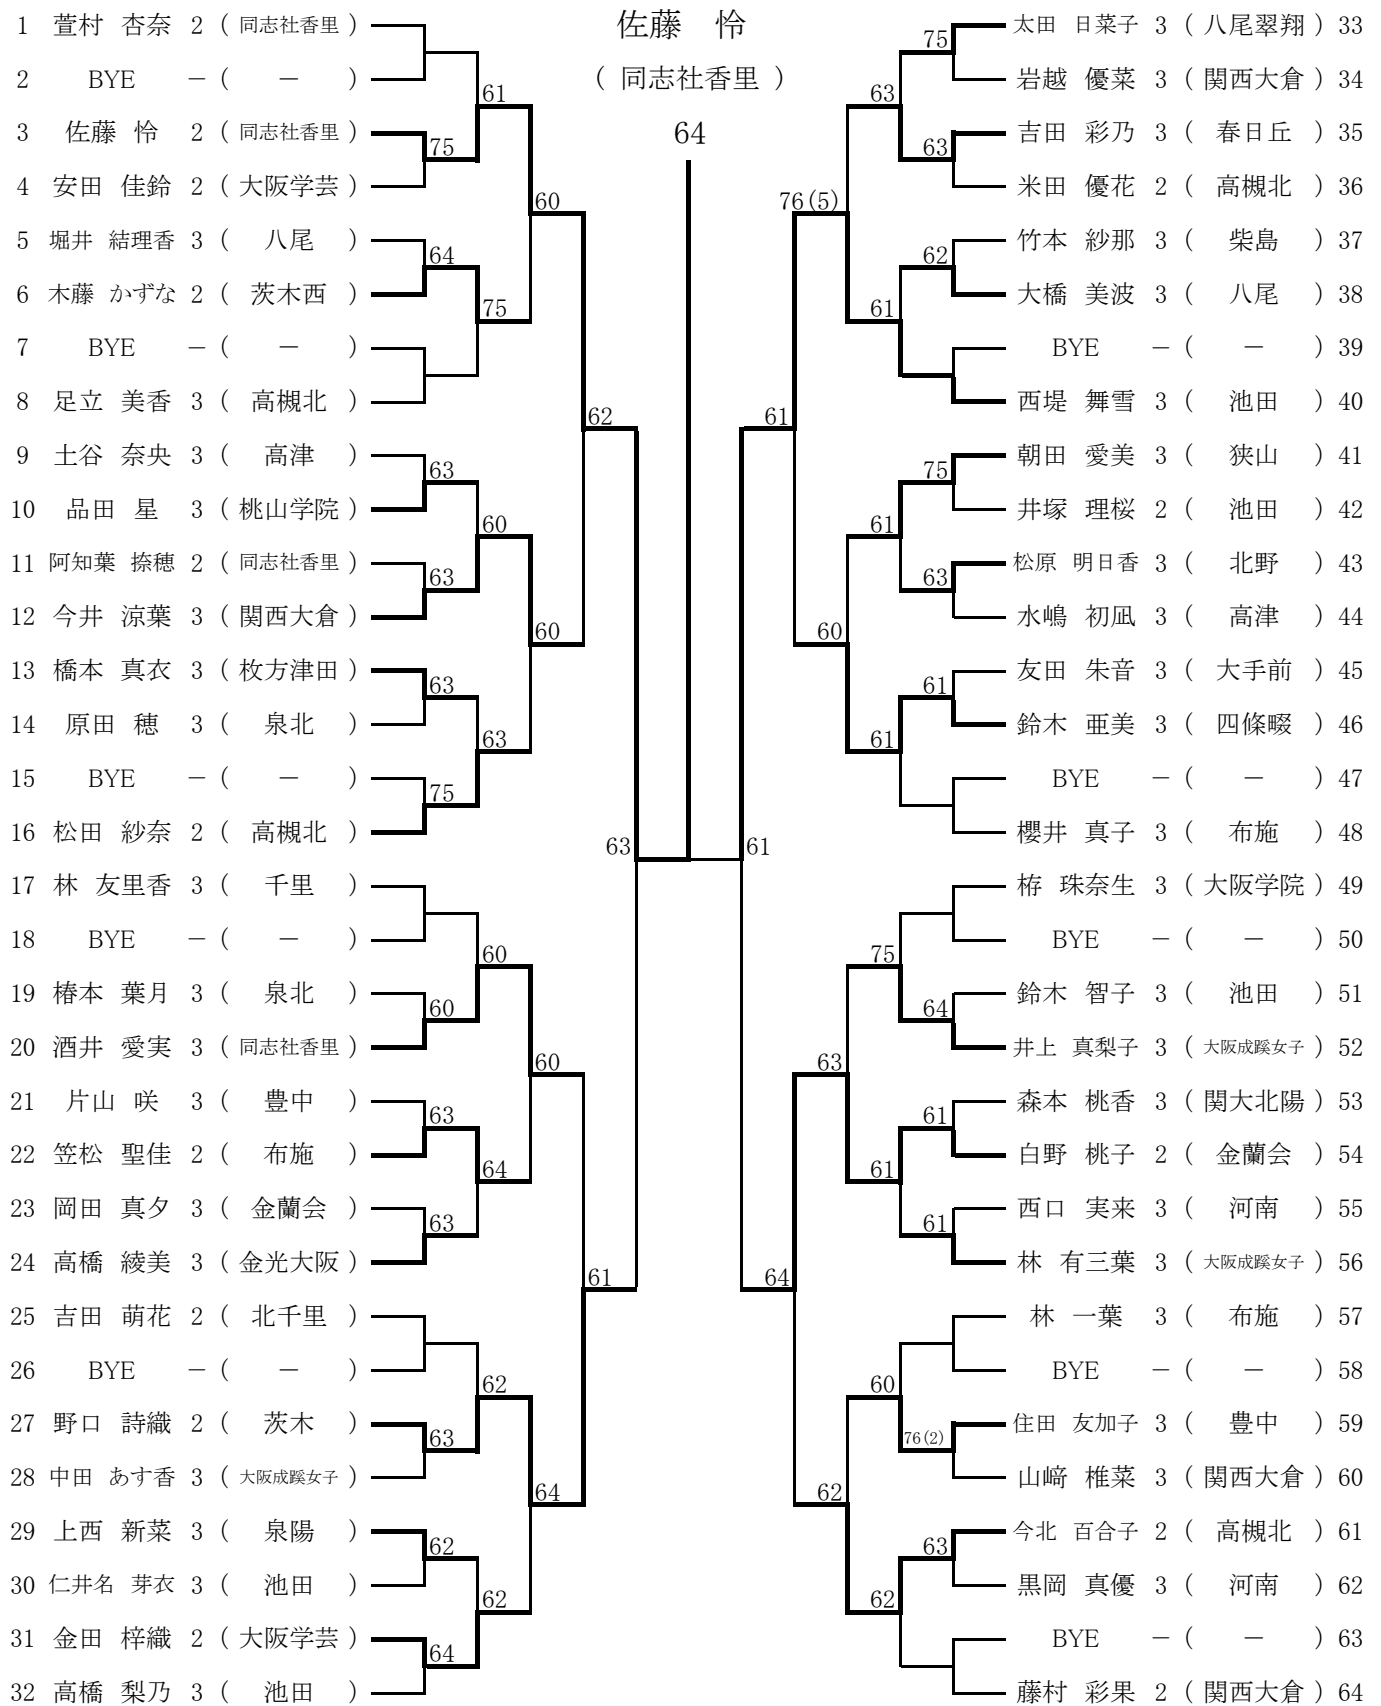 佐藤 怜
( 同志社香里 )
64
1 萱村 杏奈 2 ( 同志社香里 )
2 BYE － ( － )
3 佐藤 怜 2 ( 同志社香里 )
4 安田 佳鈴 2 ( 大阪学芸 )
5 堀井 結理香 3 ( 八尾 )
6 木藤 かずな 2 ( 茨木西 )
7 BYE － ( － )
8 足立 美香 3 ( 高槻北 )
9 土谷 奈央 3 ( 高津 )
10 品田 星 3 ( 桃山学院 )
11 阿知葉 捺穂 2 ( 同志社香里 )
12 今井 涼葉 3 ( 関西大倉 )
13 橋本 真衣 3 ( 枚方津田 )
14 原田 穂 3 ( 泉北 )
15 BYE － ( － )
16 松田 紗奈 2 ( 高槻北 )
17 林 友里香 3 ( 千里 )
18 BYE － ( － )
19 椿本 葉月 3 ( 泉北 )
20 酒井 愛実 3 ( 同志社香里 )
21 片山 咲 3 ( 豊中 )
22 笠松 聖佳 2 ( 布施 )
23 岡田 真夕 3 ( 金蘭会 )
24 高橋 綾美 3 ( 金光大阪 )
25 吉田 萌花 2 ( 北千里 )
26 BYE － ( － )
27 野口 詩織 2 ( 茨木 )
28 中田 あす香 3 ( 大阪成蹊女子 )
29 上西 新菜 3 ( 泉陽 )
30 仁井名 芽衣 3 ( 池田 )
31 金田 梓織 2 ( 大阪学芸 )
32 高橋 梨乃 3 ( 池田 )
75
64
63
63
63
75
60
63
63
63
62
64
61
75
60
63
60
64
62
62
60
60
60
64
62
61
63
61
61
64
76(5)
60
63
62
63
61
61
61
75
61
60
62
75
63
62
75
63
61
64
61
61
76(2)
63
太田 日菜子 3 ( 八尾翠翔 ) 33
岩越 優菜 3 ( 関西大倉 ) 34
吉田 彩乃 3 ( 春日丘 ) 35
米田 優花 2 ( 高槻北 ) 36
竹本 紗那 3 ( 柴島 ) 37
大橋 美波 3 ( 八尾 ) 38
BYE － ( － ) 39
西堤 舞雪 3 ( 池田 ) 40
朝田 愛美 3 ( 狭山 ) 41
井塚 理桜 2 ( 池田 ) 42
松原 明日香 3 ( 北野 ) 43
水嶋 初凪 3 ( 高津 ) 44
友田 朱音 3 ( 大手前 ) 45
鈴木 亜美 3 ( 四條畷 ) 46
BYE － ( － ) 47
櫻井 真子 3 ( 布施 ) 48
栫 珠奈生 3 ( 大阪学院 ) 49
BYE － ( － ) 50
鈴木 智子 3 ( 池田 ) 51
井上 真梨子 3 ( 大阪成蹊女子 ) 52
森本 桃香 3 ( 関大北陽 ) 53
白野 桃子 2 ( 金蘭会 ) 54
西口 実来 3 ( 河南 ) 55
林 有三葉 3 ( 大阪成蹊女子 ) 56
林 一葉 3 ( 布施 ) 57
BYE － ( － ) 58
住田 友加子 3 ( 豊中 ) 59
山﨑 椎菜 3 ( 関西大倉 ) 60
今北 百合子 2 ( 高槻北 ) 61
黒岡 真優 3 ( 河南 ) 62
BYE － ( － ) 63
藤村 彩果 2 ( 関西大倉 ) 64